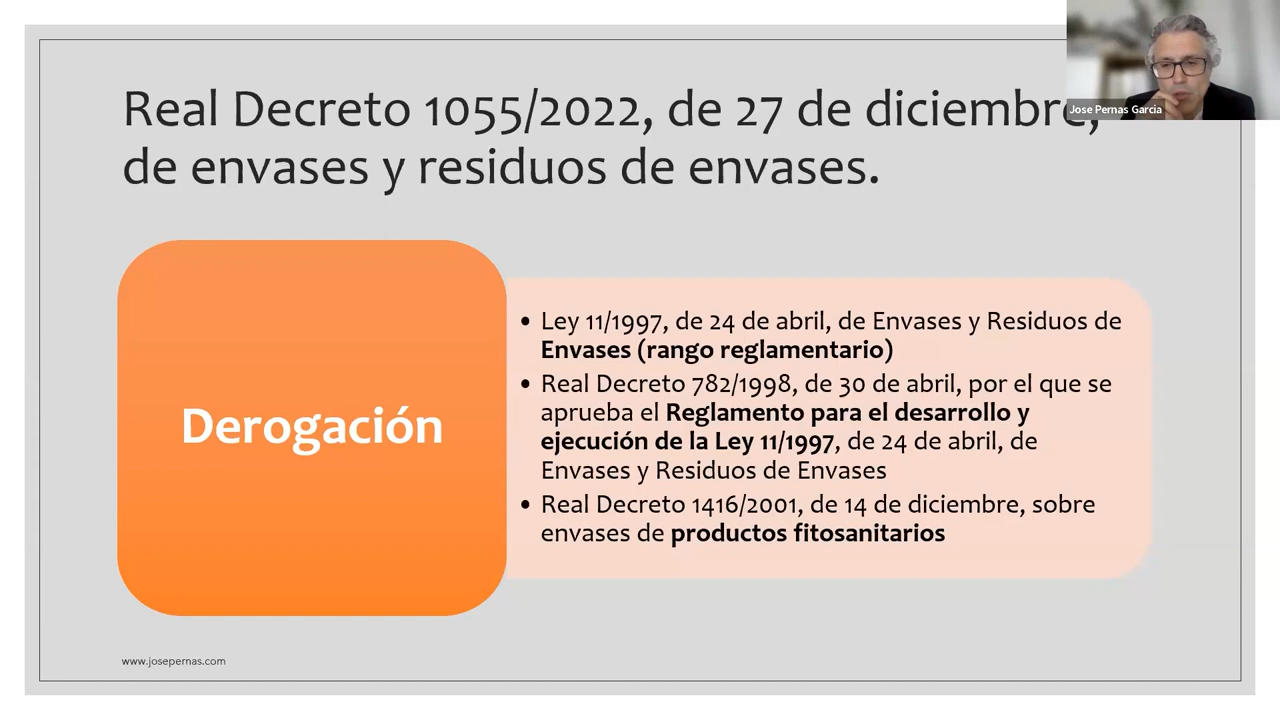 Real Decreto 1055/2022, de 27 de diciembre,
de envases y residuos de envases.
Jose Pernas Garcia
Derogación
• Ley 11/1997, de 24 de abril, de Envases y Residuos de
Envases (rango reglamentario)
• Real Decreto 782/1998, de 30 de abril, por el que se
aprueba el Reglamento para el desarrollo y
ejecución de la Ley 11/1997, de 24 de abril, de
Envases y Residuos de Envases
• Real Decreto 1416/2001, de 14 de diciembre, sobre
envases de productos fitosanitarios
www.josepernas.com